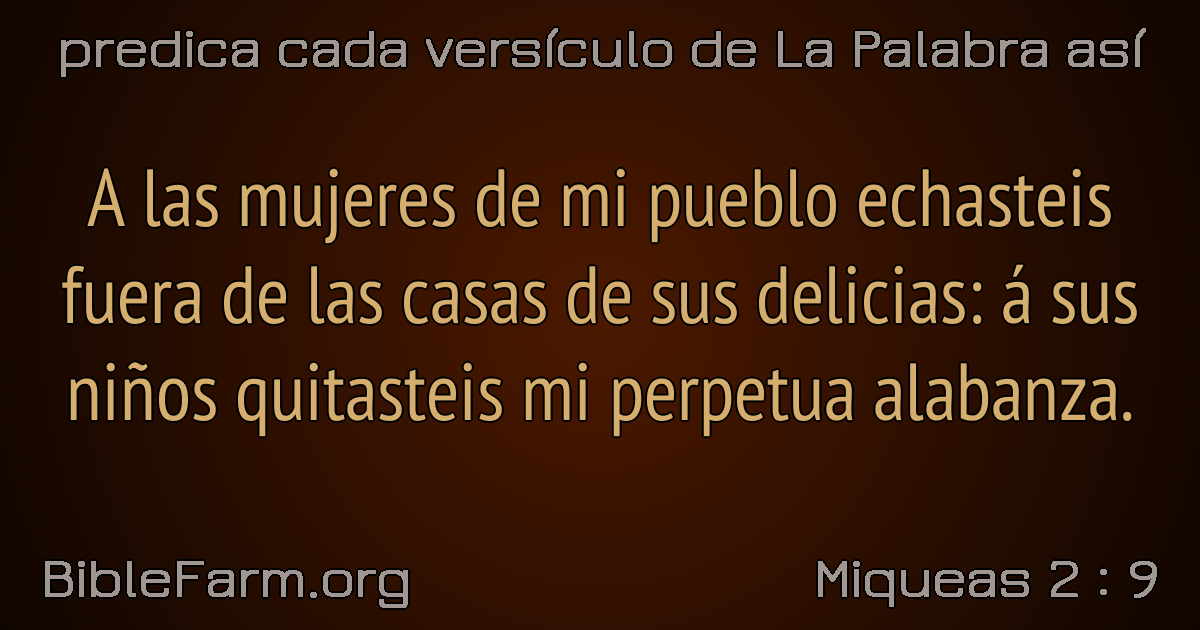 predica cada versículo de La Palabra así
A las mujeres de mi pueblo echasteis
fuera de las casas de sus delicias: á sus
niños quitasteis mi perpetua alabanza.
BibleFarm.org
Miqueas 2 : 9